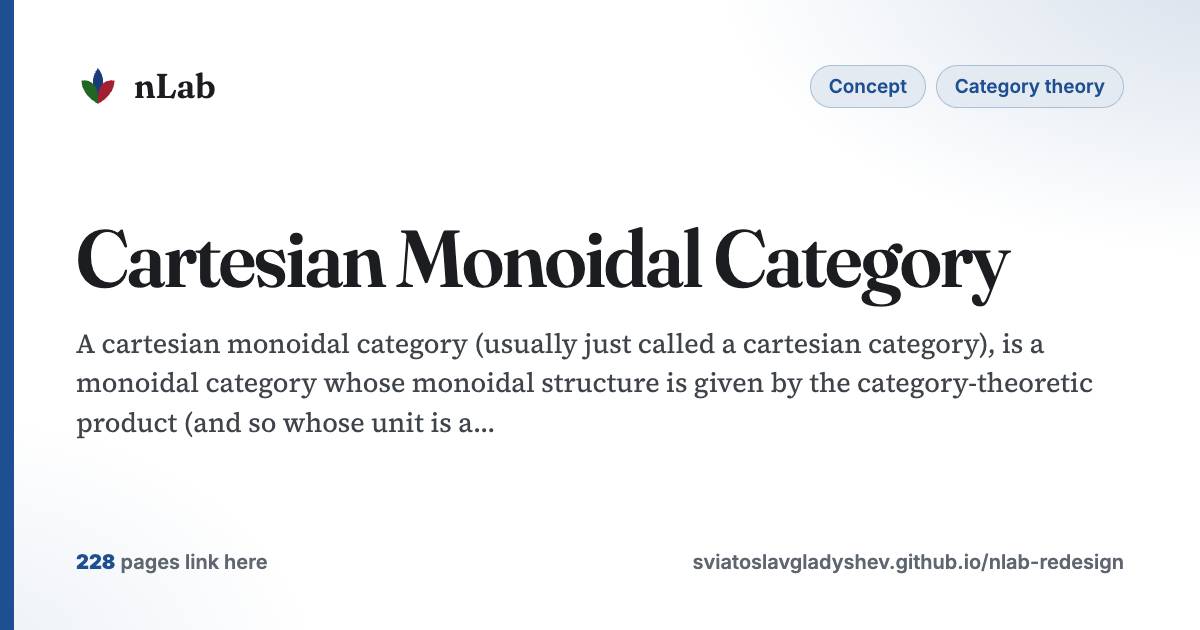 nLab
Concept
Category theory
Cartesian Monoidal Category
A cartesian monoidal category (usually just called a cartesian category), is a
monoidal category whose monoidal structure is given by the category-theoretic
product (and so whose unit is a...
228 pages link here
sviatoslavgladyshev.github.io/nlab-redesign